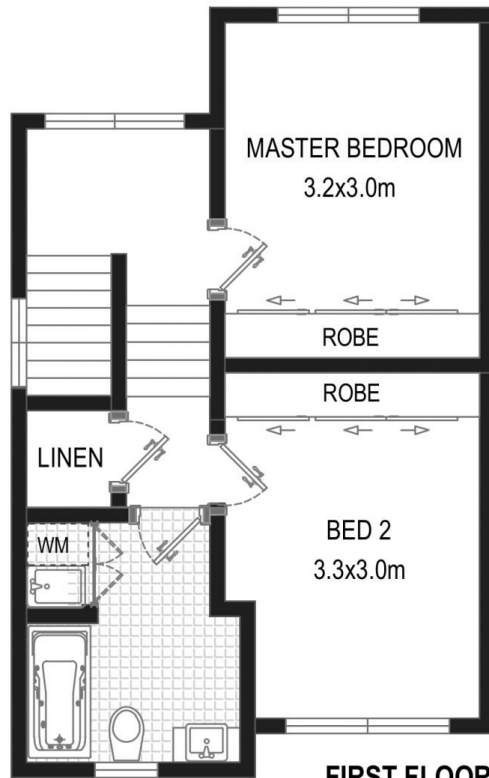 MASTER BEDROOM
3.2x3.0m
ROBE
ROBE
LINEN
WM
BED 2
3.3x3.0m
FIRST FLOOR